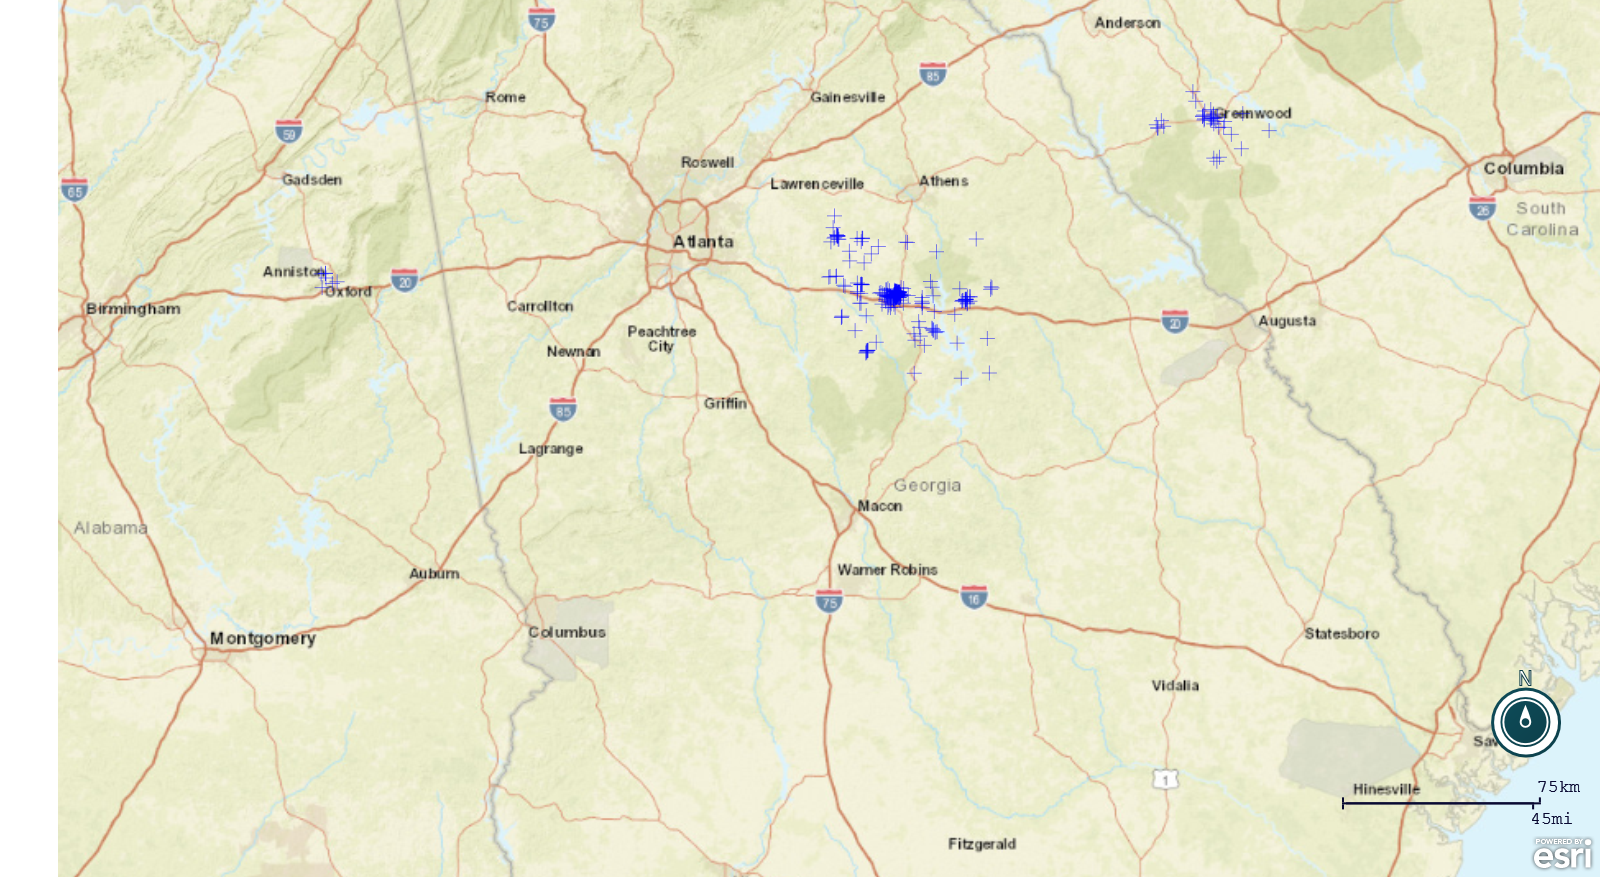 75
Anderson
85
Rome
Gainesville
Greenwood
59
Roswell
Columbia
Gadsden
Lawrenceville
Athens
65
26
South
Carolina
Atlanta
Anniston
20
Oxford
Birmingham
Carrollton
20
Augusta
Peachtree
City
Newnan
85
Griffin
Lagrange
Georgia
Macon
Alabama
Auburn
Warner Robins
75
16
Columbus
Montgomery
Statesboro
N
Vidalia
Sav
1
Hinesville
75km
45mi
Fitzgerald
POWERED BY
esri